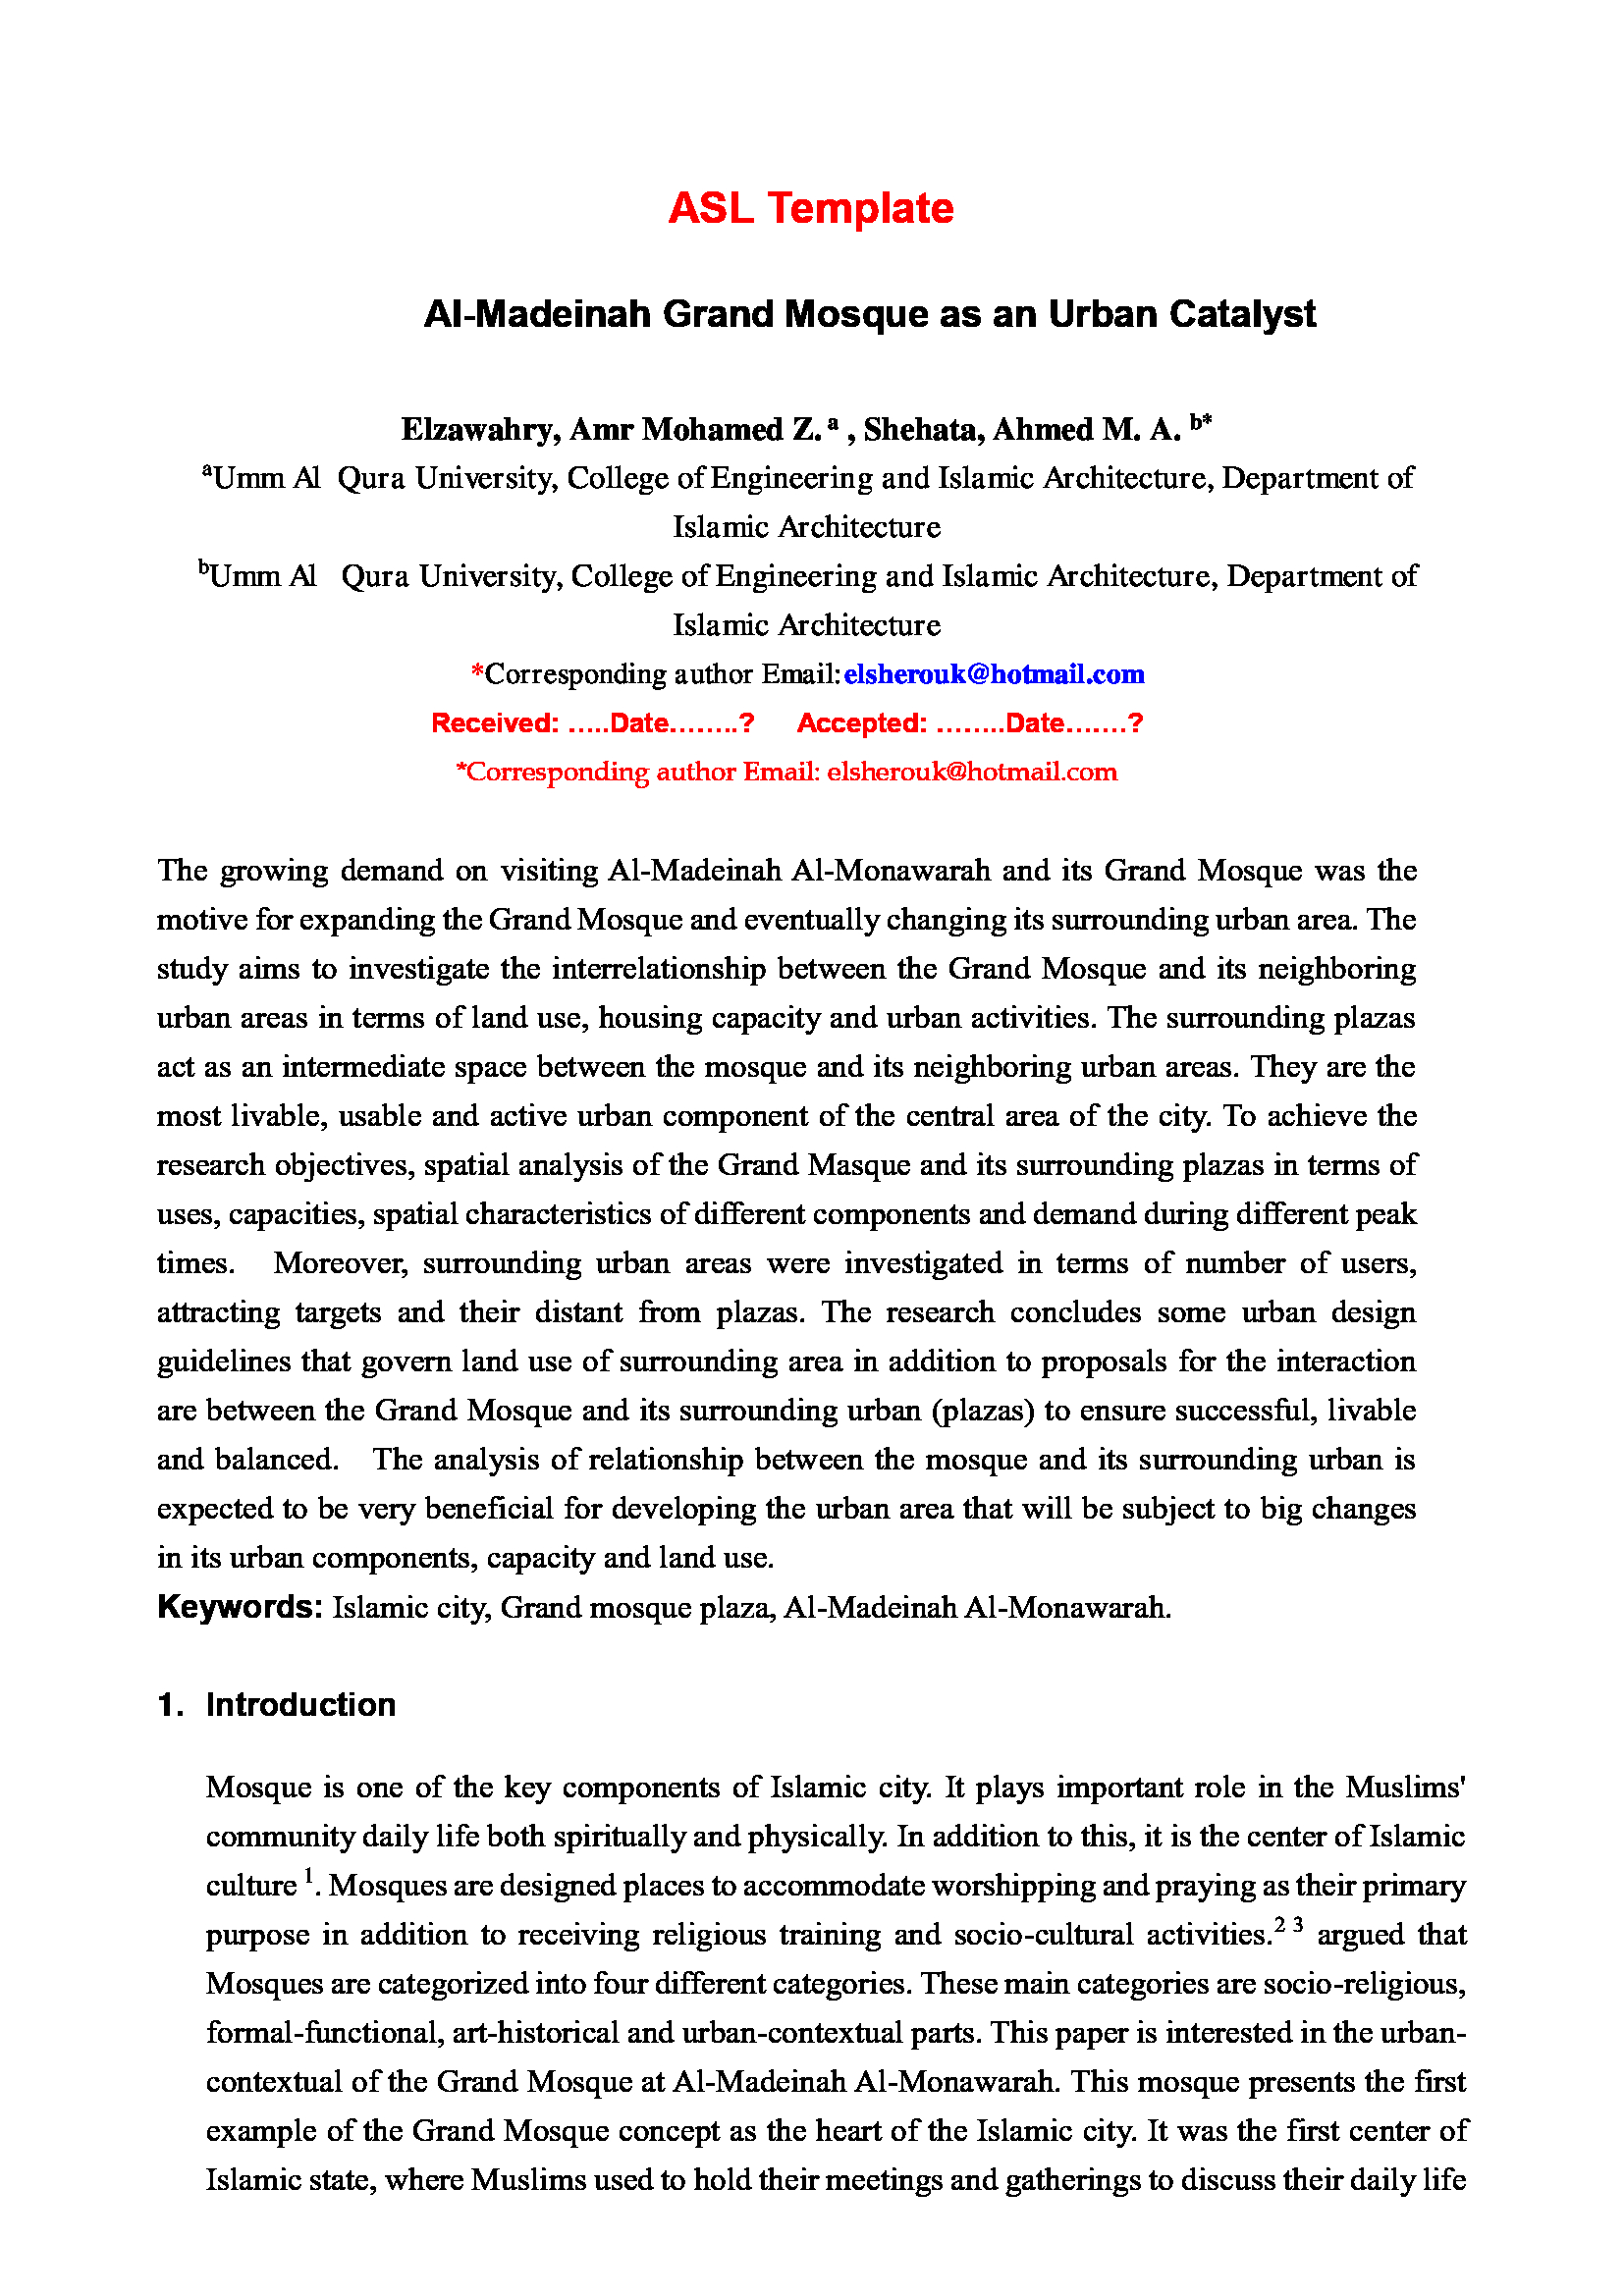 ASL Template
Al-Madeinah Grand Mosque as an Urban Catalyst
Elzawahry, Amr Mohamed Z. a , Shehata, Ahmed M. A. b*
aUmm Al Qura University, College of Engineering and Islamic Architecture, Department of
Islamic Architecture
bUmm Al Qura University, College of Engineering and Islamic Architecture, Department of
Islamic Architecture
*Corresponding author Email:elsherouk@hotmail.com
Received: .....Date........? Accepted: ........Date.......?
*Corresponding author Email: elsherouk@hotmail.com
The growing demand on visiting Al-Madeinah Al-Monawarah and its Grand Mosque was the
motive for expanding the Grand Mosque and eventually changing its surrounding urban area. The
study aims to investigate the interrelationship between the Grand Mosque and its neighboring
urban areas in terms of land use, housing capacity and urban activities. The surrounding plazas
act as an intermediate space between the mosque and its neighboring urban areas. They are the
most livable, usable and active urban component of the central area of the city. To achieve the
research objectives, spatial analysis of the Grand Masque and its surrounding plazas in terms of
uses, capacities, spatial characteristics of different components and demand during different peak
times. Moreover, surrounding urban areas were investigated in terms of number of users,
attracting targets and their distant from plazas. The research concludes some urban design
guidelines that govern land use of surrounding area in addition to proposals for the interaction
are between the Grand Mosque and its surrounding urban (plazas) to ensure successful, livable
and balanced. The analysis of relationship between the mosque and its surrounding urban is
expected to be very beneficial for developing the urban area that will be subject to big changes
in its urban components, capacity and land use.
Keywords: Islamic city, Grand mosque plaza, Al-Madeinah Al-Monawarah.
1. Introduction
Mosque is one of the key components of Islamic city. It plays important role in the Muslims'
community daily life both spiritually and physically. In addition to this, it is the center of Islamic
culture 1. Mosques are designed places to accommodate worshipping and praying as their primary
purpose in addition to receiving religious training and socio-cultural activities.2 3 argued that
Mosques are categorized into four different categories. These main categories are socio-religious,
formal-functional, art-historical and urban-contextual parts. This paper is interested in the urban-
contextual of the Grand Mosque at Al-Madeinah Al-Monawarah. This mosque presents the first
example of the Grand Mosque concept as the heart of the Islamic city. It was the first center of
Islamic state, where Muslims used to hold their meetings and gatherings to discuss their daily life